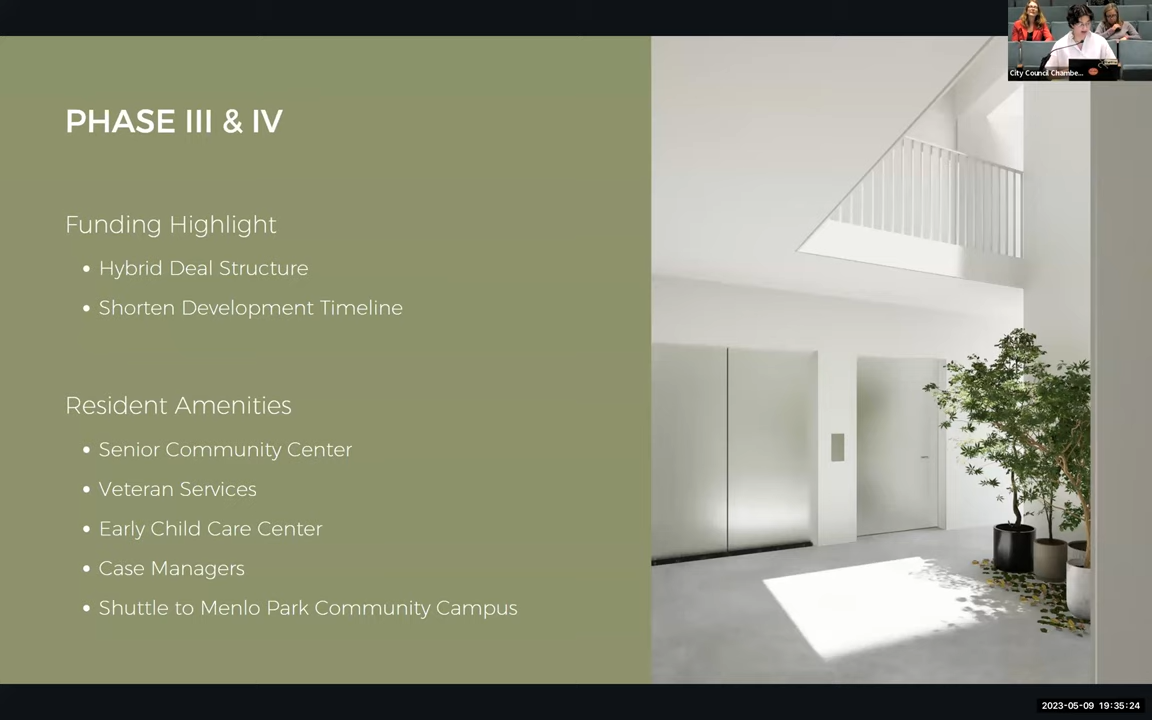 City Council Chambe...
PHASE III & IV
Funding Highlight
• Hybrid Deal Structure
• Shorten Development Timeline
Resident Amenities
• Senior Community Center
• Veteran Services
• Early Child Care Center
• Case Managers
• Shuttle to Menlo Park Community Campus
2023-05-09 19:35:24